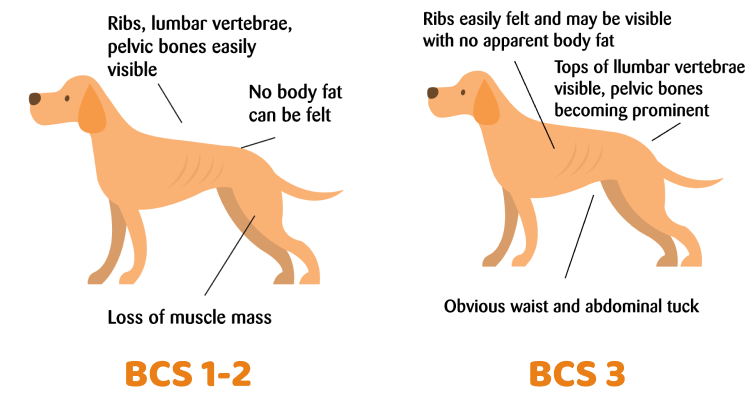 Ribs, lumbar vertebrae,
pelvic bones easily
visible
No body fat
can be felt
Loss of muscle mass
BCS 1-2
Ribs easily felt and may be visible
with no apparent body fat
Tops of llumbar vertebrae
visible, pelvic bones
becoming prominent
Obvious waist and abdominal tuck
BCS 3